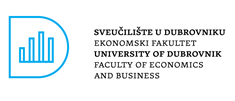 SVEUČILIŠTE U DUBROVNIKU
EKONOMSKI FAKULTET
UNIVERSITY OF DUBROVNIK
FACULTY OF ECONOMICS
AND BUSINESS